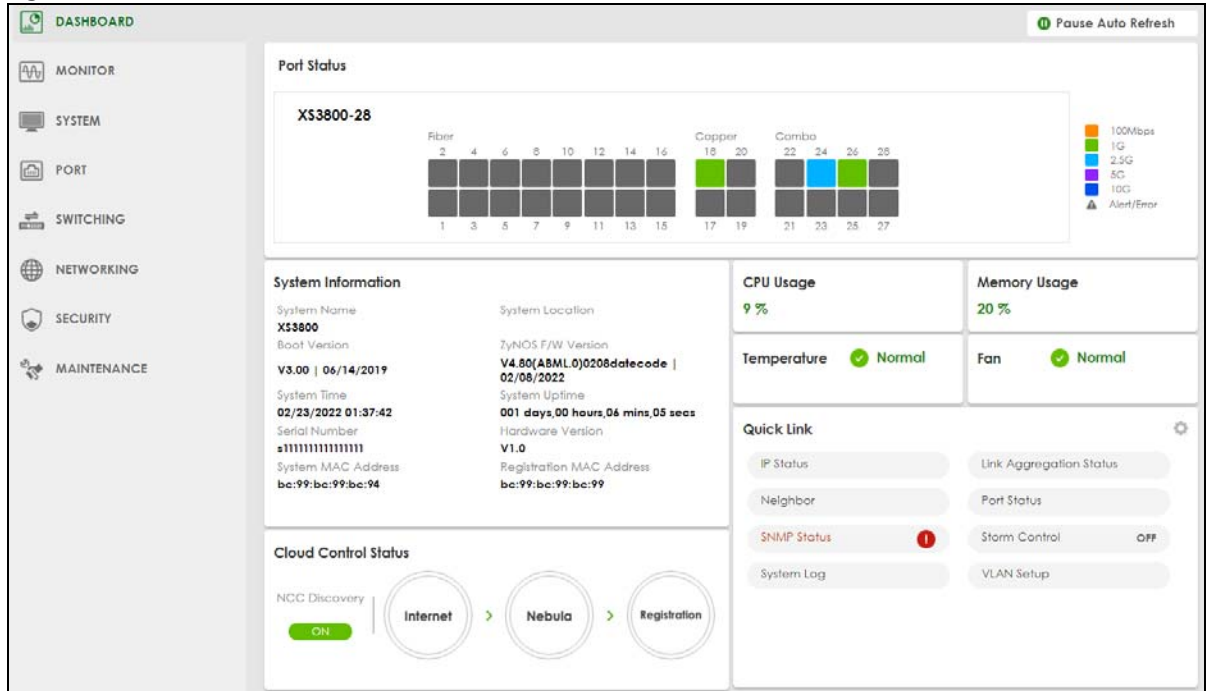 DASHBOARD
Pause Auto Refresh
MONITOR
SYSTEM
PORT
SWITCHING
NETWORKING
SECURITY
MAINTENANCE
Port Status
XS3800-28
Fiber
Copper
Combo
2 4 6 8 10 12 14 16 18 20 22 24 26 28
1 3 5 7 9 11 13 15 17 19 21 23 25 27
100Mbps
1G
2.5G
5G
10G
Alert/Error
System Information
System Name
System Location
XS3800
Boot Version
ZyNOS F/W Version
V3.00 | 06/14/2019
V4.80(ABML.0)0208datecode |
02/08/2022
System Time
System Uptime
02/23/2022 01:37:42
001 days,00 hours,06 mins,05 secs
Serial Number
Hardware Version
V1.0
System MAC Address
Registration MAC Address
bc:99:bc:99:bc:94
bc:99:bc:99:bc:99
CPU Usage
9 %
Memory Usage
20 %
Temperature
Normal
Fan
Normal
Quick Link
IP Status
Link Aggregation Status
Neighbor
Port Status
SNMP Status
Storm Control
OFF
System Log
VLAN Setup
Cloud Control Status
NCC Discovery
ON
Internet
Nebula
Registration